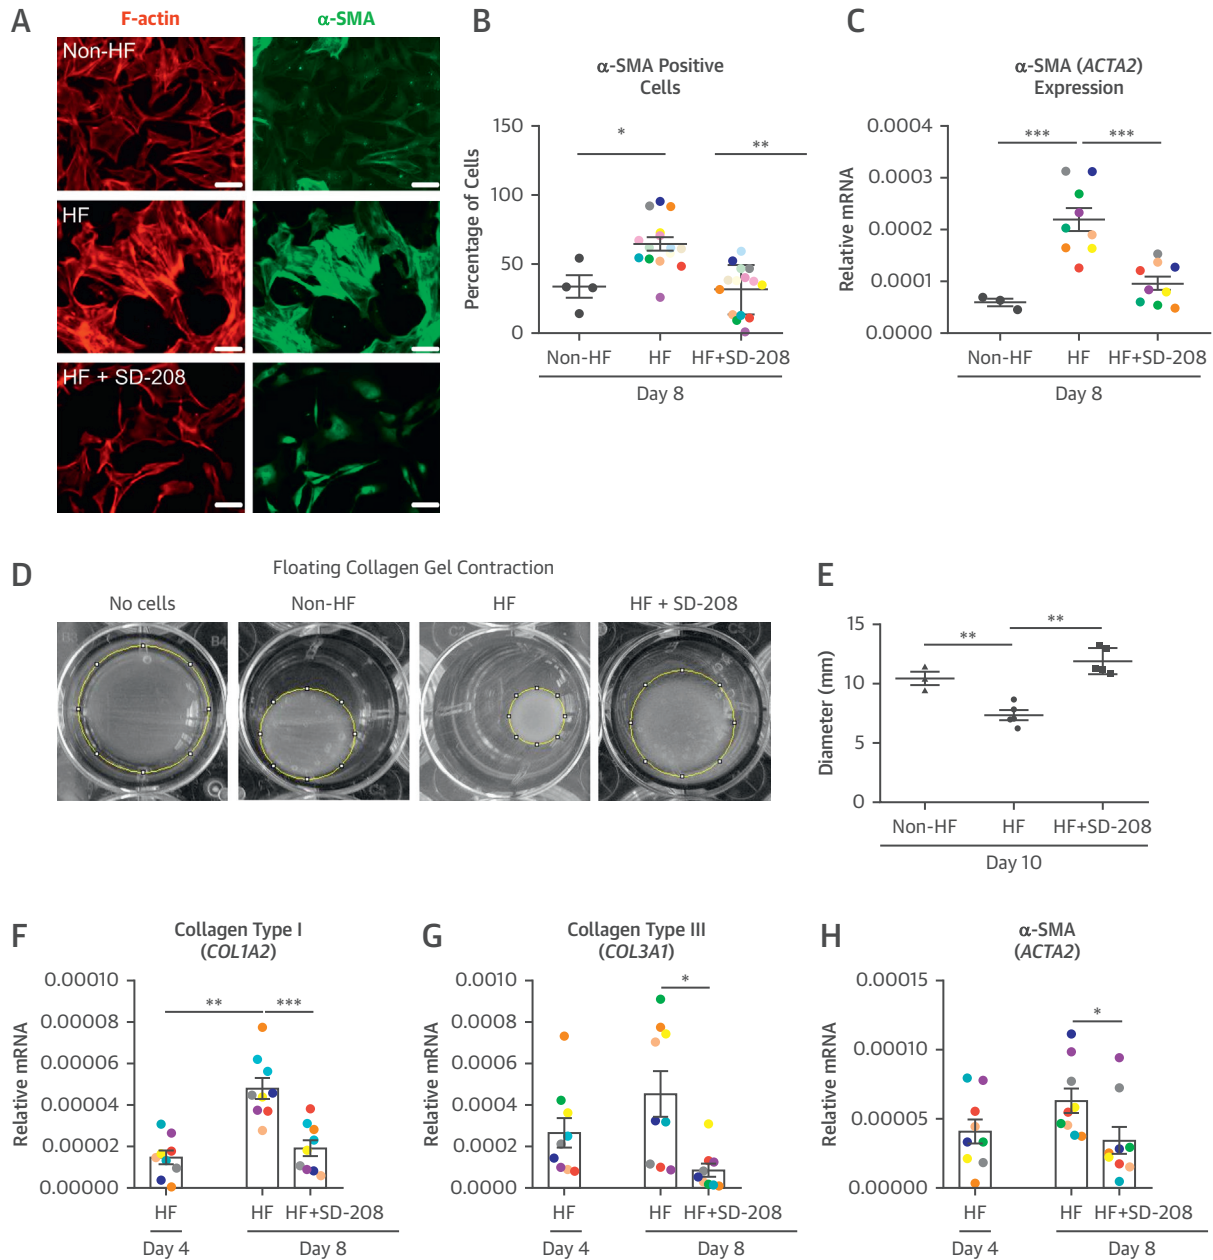 A
F-actin
α-SMA
Non-HF
HF
HF + SD-208
B
α-SMA Positive
Cells
Percentage of Cells
150
100
50
0
*
**
Non-HF
HF
HF+SD-208
Day 8
C
α-SMA (ACTA2)
Expression
Relative mRNA
0.0004
0.0003
0.0002
0.0001
0.0000
***
***
Non-HF
HF
HF+SD-208
Day 8
D
Floating Collagen Gel Contraction
No cells
Non-HF
HF
HF + SD-208
E
Diameter (mm)
15
10
5
0
**
**
Non-HF
HF
HF+SD-208
Day 10
F
Collagen Type I
(COL1A2)
Relative mRNA
0.00010
0.00008
0.00006
0.00004
0.00002
0.00000
**
***
HF
HF
HF+SD-208
Day 4
Day 8
G
Collagen Type III
(COL3A1)
Relative mRNA
0.0010
0.0008
0.0006
0.0004
0.0002
0.0000
*
HF
HF
HF+SD-208
Day 4
Day 8
H
α-SMA
(ACTA2)
Relative mRNA
0.00015
0.00010
0.00005
0.00000
*
HF
HF
HF+SD-208
Day 4
Day 8